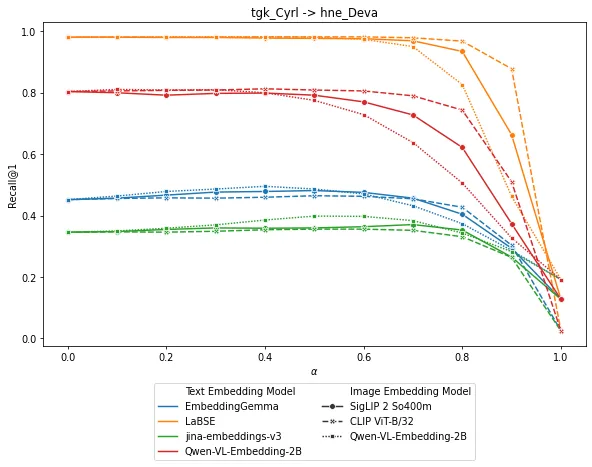 tgk_Cyrl -> hne_Deva
1.0
0.8
0.6
0.4
0.2
0.0
Recall@1
0.0 0.2 0.4 0.6 0.8 1.0
α
Text Embedding Model Image Embedding Model
EmbeddingGemma SigLIP 2 So400m
LaBSE CLIP ViT-B/32
jina-embeddings-v3 Qwen-VL-Embedding-2B
Qwen-VL-Embedding-2B